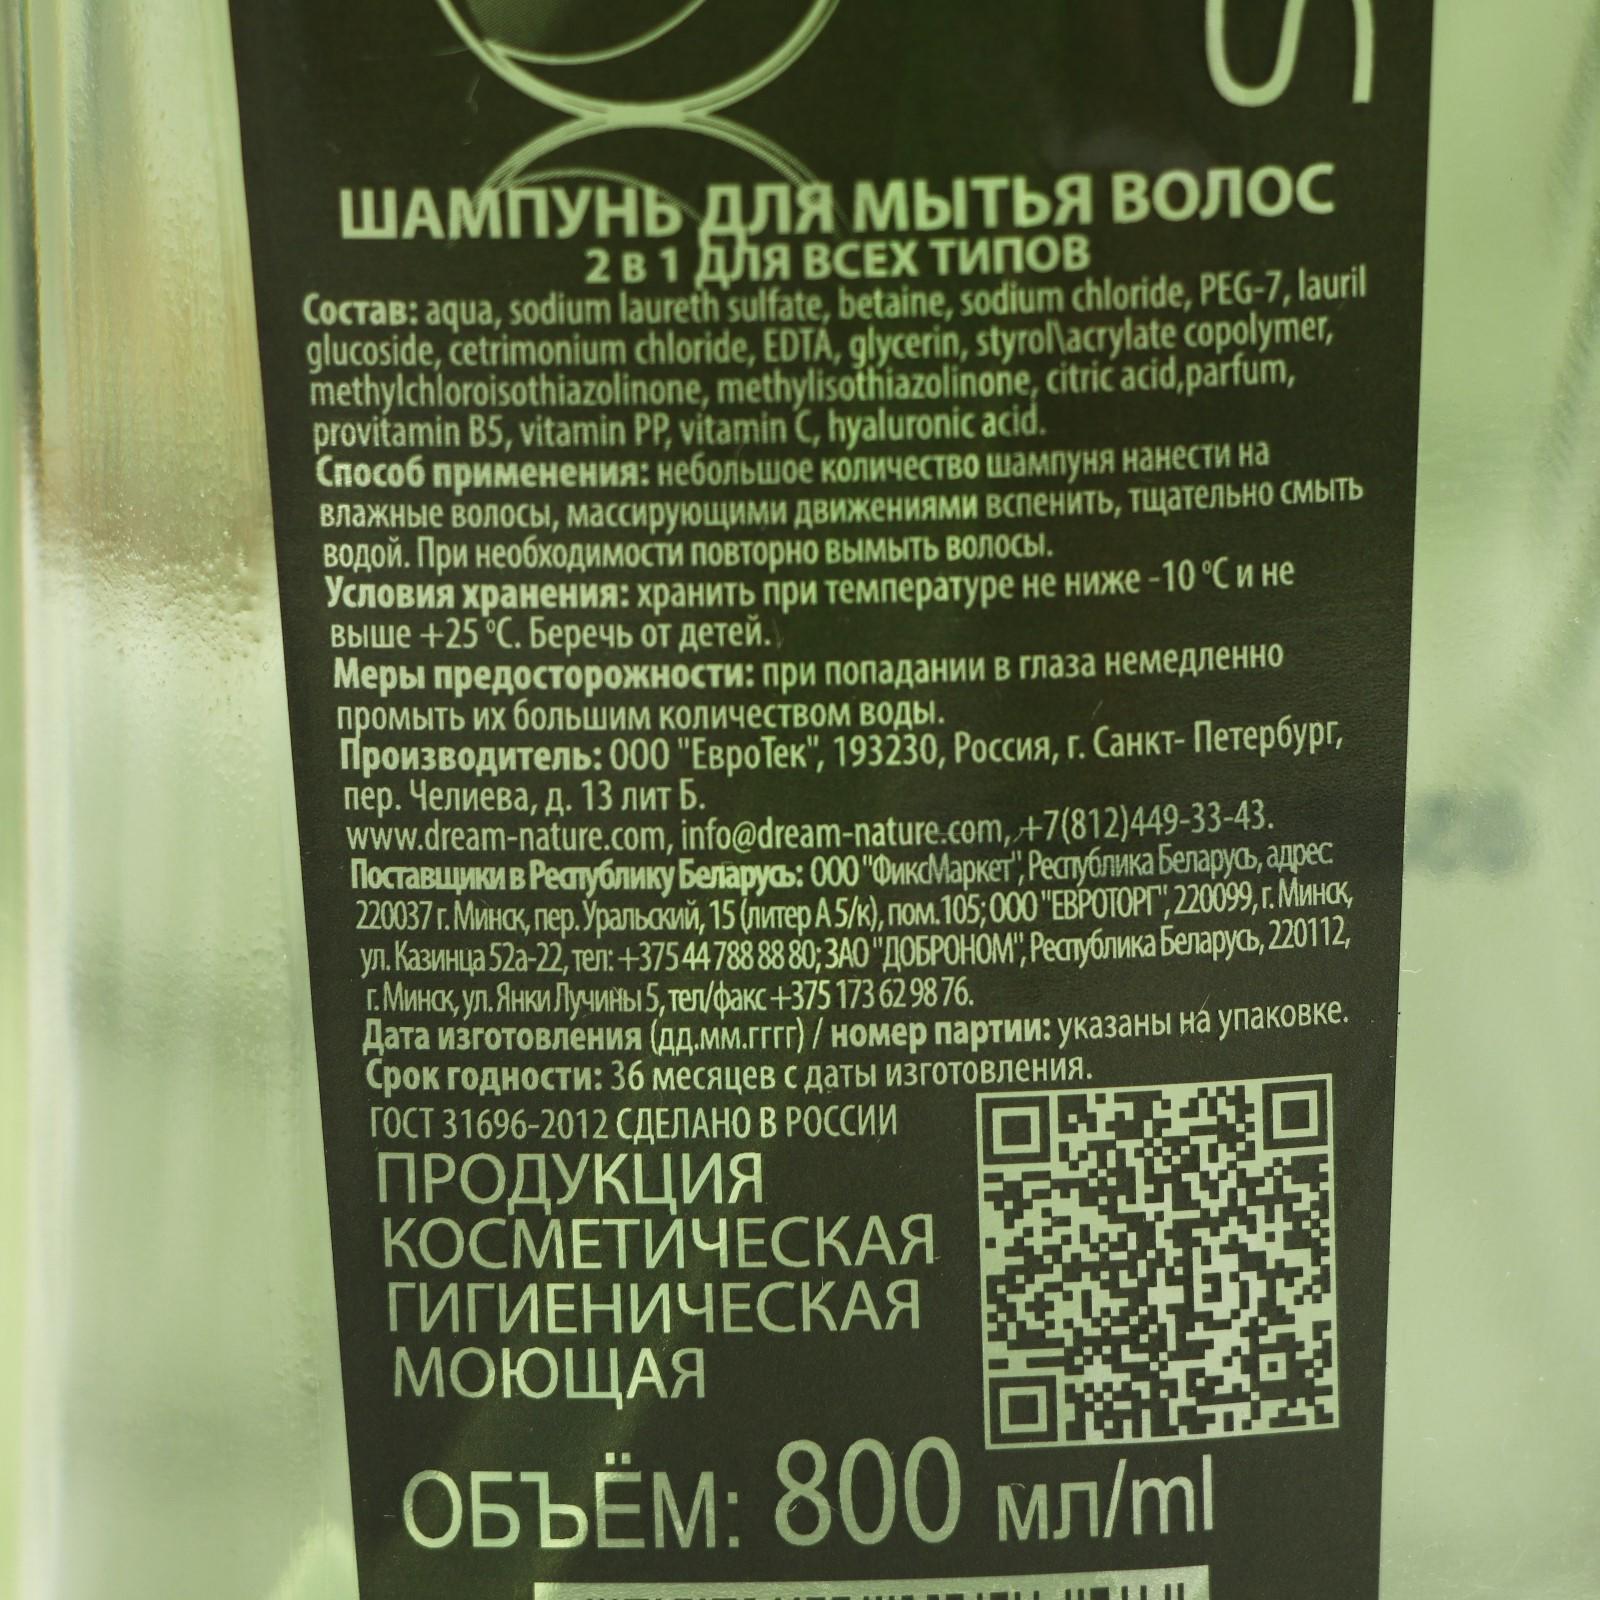 S
ШАМПУНЬ ДЛЯ МЫТЬЯ ВОЛОС
2 в 1 ДЛЯ ВСЕХ ТИПОВ
Состав: aqua, sodium laureth sulfate, betaine, sodium chloride, PEG-7, lauril
glucoside, cetrimonium chloride, EDTA, glycerin, styrol\acrylate copolymer,
methylchloroisothiazolinone, methylisothiazolinone, citric acid,parfum,
provitamin B5, vitamin PP, vitamin C, hyaluronic acid.
Способ применения: небольшое количество шампуня нанести на
влажные волосы, массирующими движениями вспенить, тщательно смыть
водой. При необходимости повторно вымыть волосы.
Условия хранения: хранить при температуре не ниже -10 °C и не
выше +25 °C. Беречь от детей.
Меры предосторожности: при попадании в глаза немедленно
промыть их большим количеством воды.
Производитель: ООО "ЕвроТек", 193230, Россия, г. Санкт- Петербург,
пер. Челиева, д. 13 лит Б.
www.dream-nature.com, info@dream-nature.com, +7(812)449-33-43.
Поставщики в Республику Беларусь: ООО "ФиксМаркет", Республика Беларусь, адрес
220037 г. Минск, пер. Уральский, 15 (литер А 5/к), пом.105; ООО "ЕВРОТОРГ", 220099, г. Минск,
ул. Казинца 52а-22, тел: +375 44 788 88 80; ЗАО "ДОБРОНОМ", Республика Беларусь, 220112,
г. Минск, ул. Янки Лучины 5, тел/факс +375 173 62 98 76.
Дата изготовления (дд.мм.гггг) / номер партии: указаны на упаковке.
Срок годности: 36 месяцев с даты изготовления.
ГОСТ 31696-2012 СДЕЛАНО В РОССИИ
ПРОДУКЦИЯ
КОСМЕТИЧЕСКАЯ
ГИГИЕНИЧЕСКАЯ
МОЮЩАЯ
ОБЪЁМ: 800 мл/ml